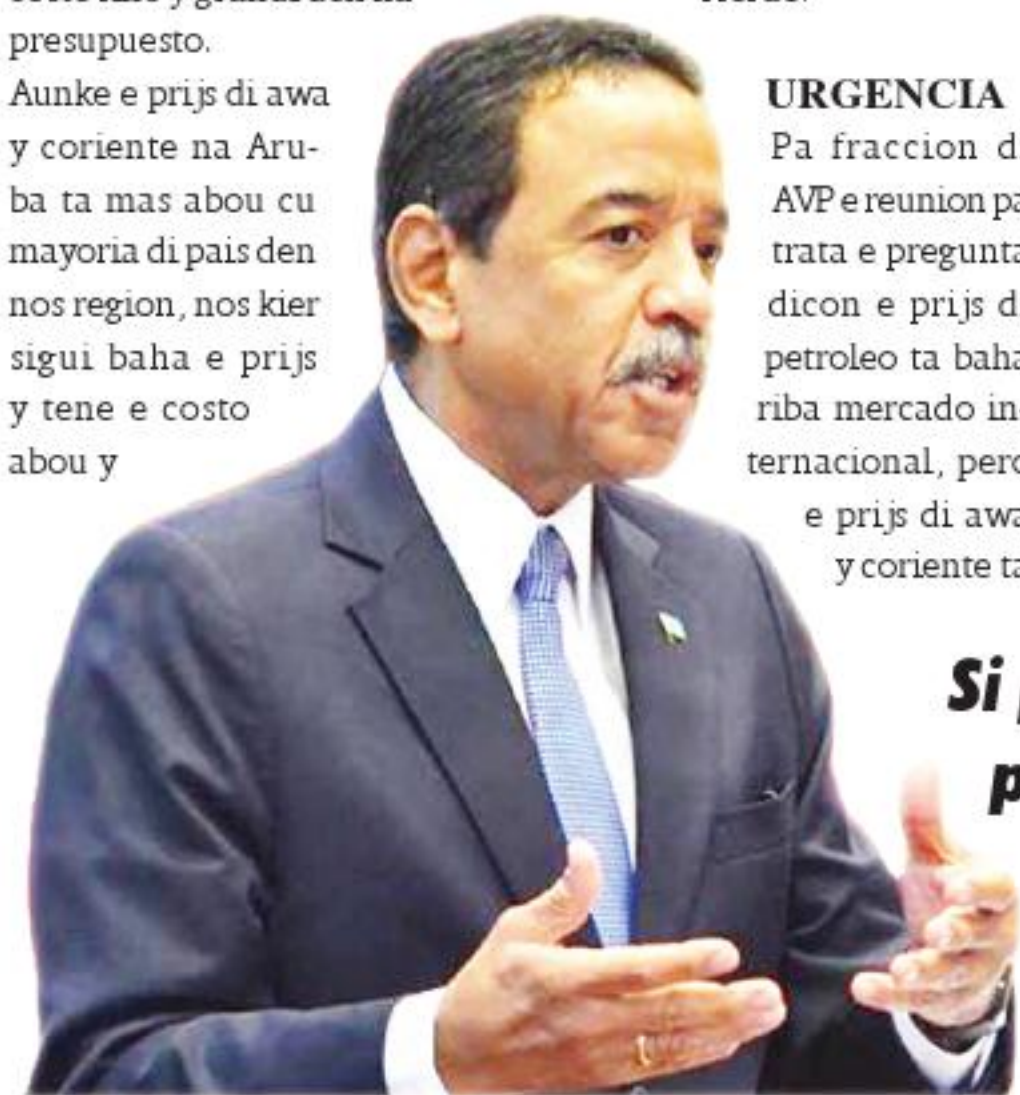 presupuesto.
Aunke e prijs di awa
y coriente na Aru-
ba ta mas abou cu
mayoria di pais den
nos region, nos kier
sigui baha e prijs
y tene e costo
abou y
URGENCIA
Pa fraccion d
AVP e reunion pa
trata e pregunta
dicon e prijs d
petroleo ta baha
riba mercado in-
ternacional, pero
e prijs di awa
y coriente ta
Si